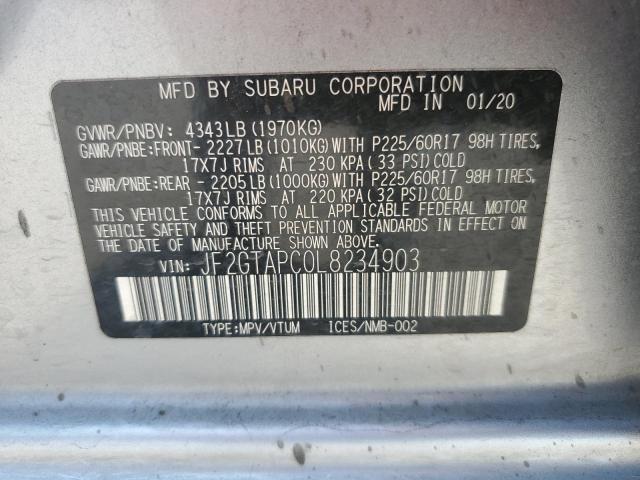 MFD BY SUBARU CORPORATION
MFD IN 01/20
GVWR/PNBV: 4343LB (1970KG)
GAWR/PNBE:FRONT- 2227LB (1010KG) WITH P225/60R17 98H TIRES,
17X7J RIMS AT 230 KPA (33 PSI) COLD
GAWR/PNBE:REAR - 2205LB (1000KG) WITH P225/60R17 98H TIRES,
17X7J RIMS AT 220 KPA (32 PSI) COLD
THIS VEHICLE CONFORMS TO ALL APPLICABLE FEDERAL MOTOR
VEHICLE SAFETY AND THEFT PREVENTION STANDARDS IN EFFECT ON
THE DATE OF MANUFACTURE SHOWN ABOVE.
VIN: JF2GTAPC0L8234903
TYPE:MPV/VTUM ICES/NMB-002